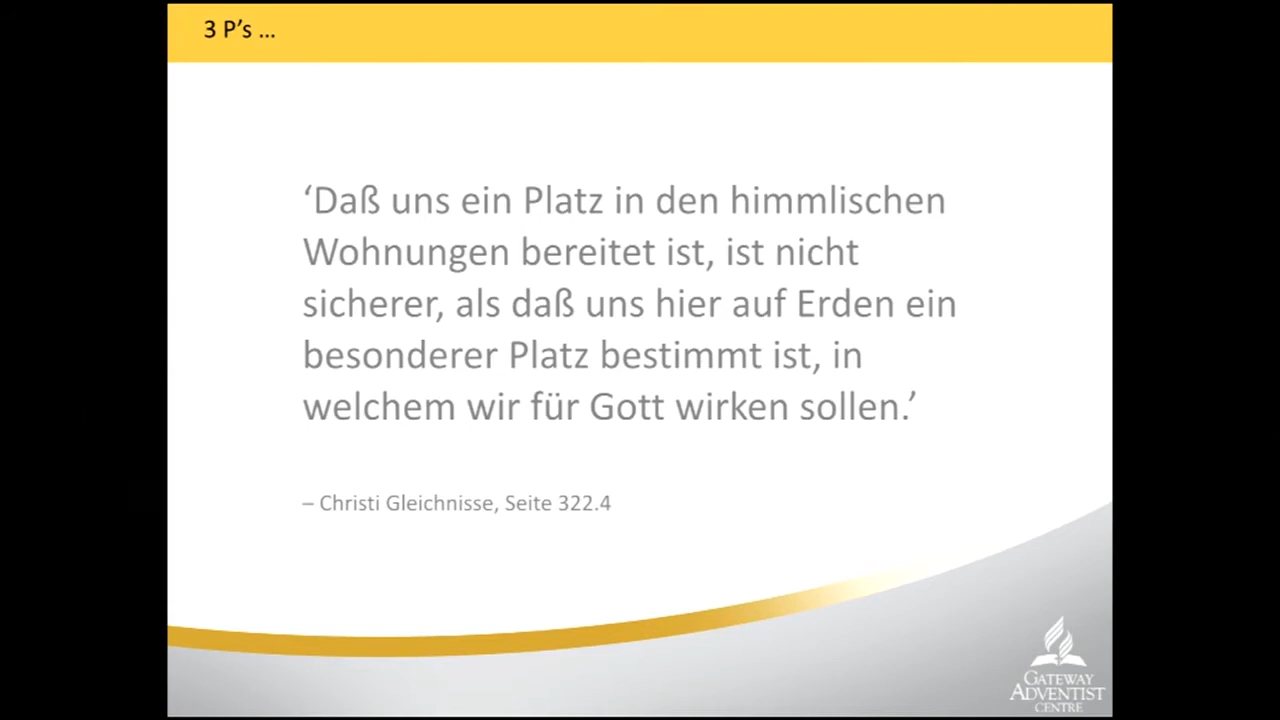 3 P’s ...
‘Daß uns ein Platz in den himmlischen
Wohnungen bereitet ist, ist nicht
sicherer, als daß uns hier auf Erden ein
besonderer Platz bestimmt ist, in
welchem wir für Gott wirken sollen.’
– Christi Gleichnisse, Seite 322.4
GATEWAY
ADVENTIST
CENTRE